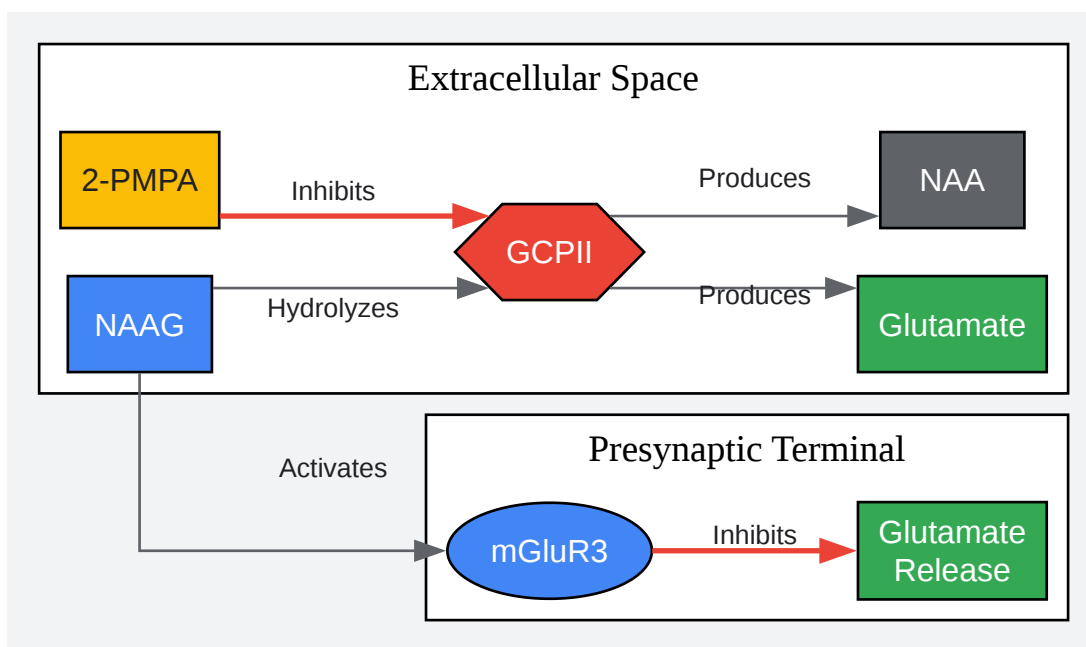 Extracellular Space
2-PMPA
Inhibits
Produces
NAA
GCPII
NAAG
Hydrolyzes
Produces
Glutamate
Activates
Presynaptic Terminal
mGluR3
Inhibits
Glutamate
Release